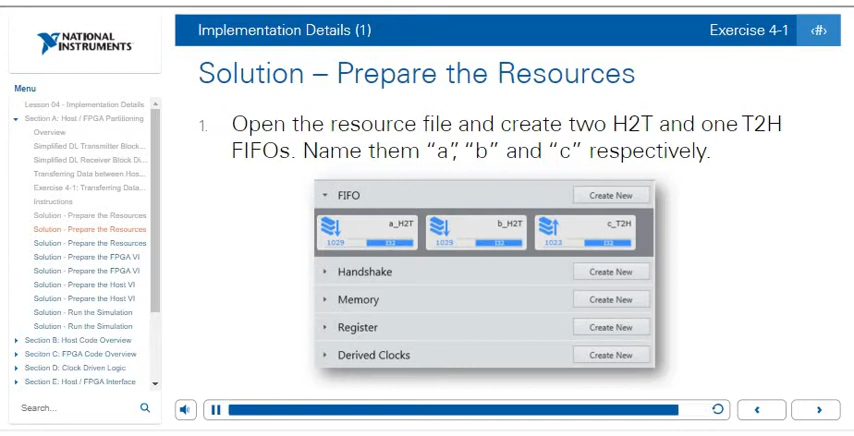 NATIONAL
INSTRUMENTS
Menu
Lesson 04 - Implementation Details
Section A: Host / FPGA Partitioning
Overview
Simplified DL Transmitter Block...
Simplified DL Receiver Block Di...
Transferring Data between Hos...
Exercise 4-1: Transferring Data...
Instructions
Solution - Prepare the Resources
Solution - Prepare the Resources
Solution - Prepare the Resources
Solution - Prepare the FPGA VI
Solution - Prepare the FPGA VI
Solution - Prepare the Host VI
Solution - Prepare the Host VI
Solution - Run the Simulation
Solution - Run the Simulation
Section B: Host Code Overview
Seciton C: FPGA Code Overview
Section D: Clock Driven Logic
Section E: Host / FPGA Interface
Search...
Implementation Details (1) Exercise 4-1 ‹#›
Solution – Prepare the Resources
1. Open the resource file and create two H2T and one T2H
FIFOs. Name them “a”, “b” and “c” respectively.
FIFO Create New
a_H2T b_H2T c_T2H
1029 I32 1029 I32 1023 I32
Handshake Create New
Memory Create New
Register Create New
Derived Clocks Create New